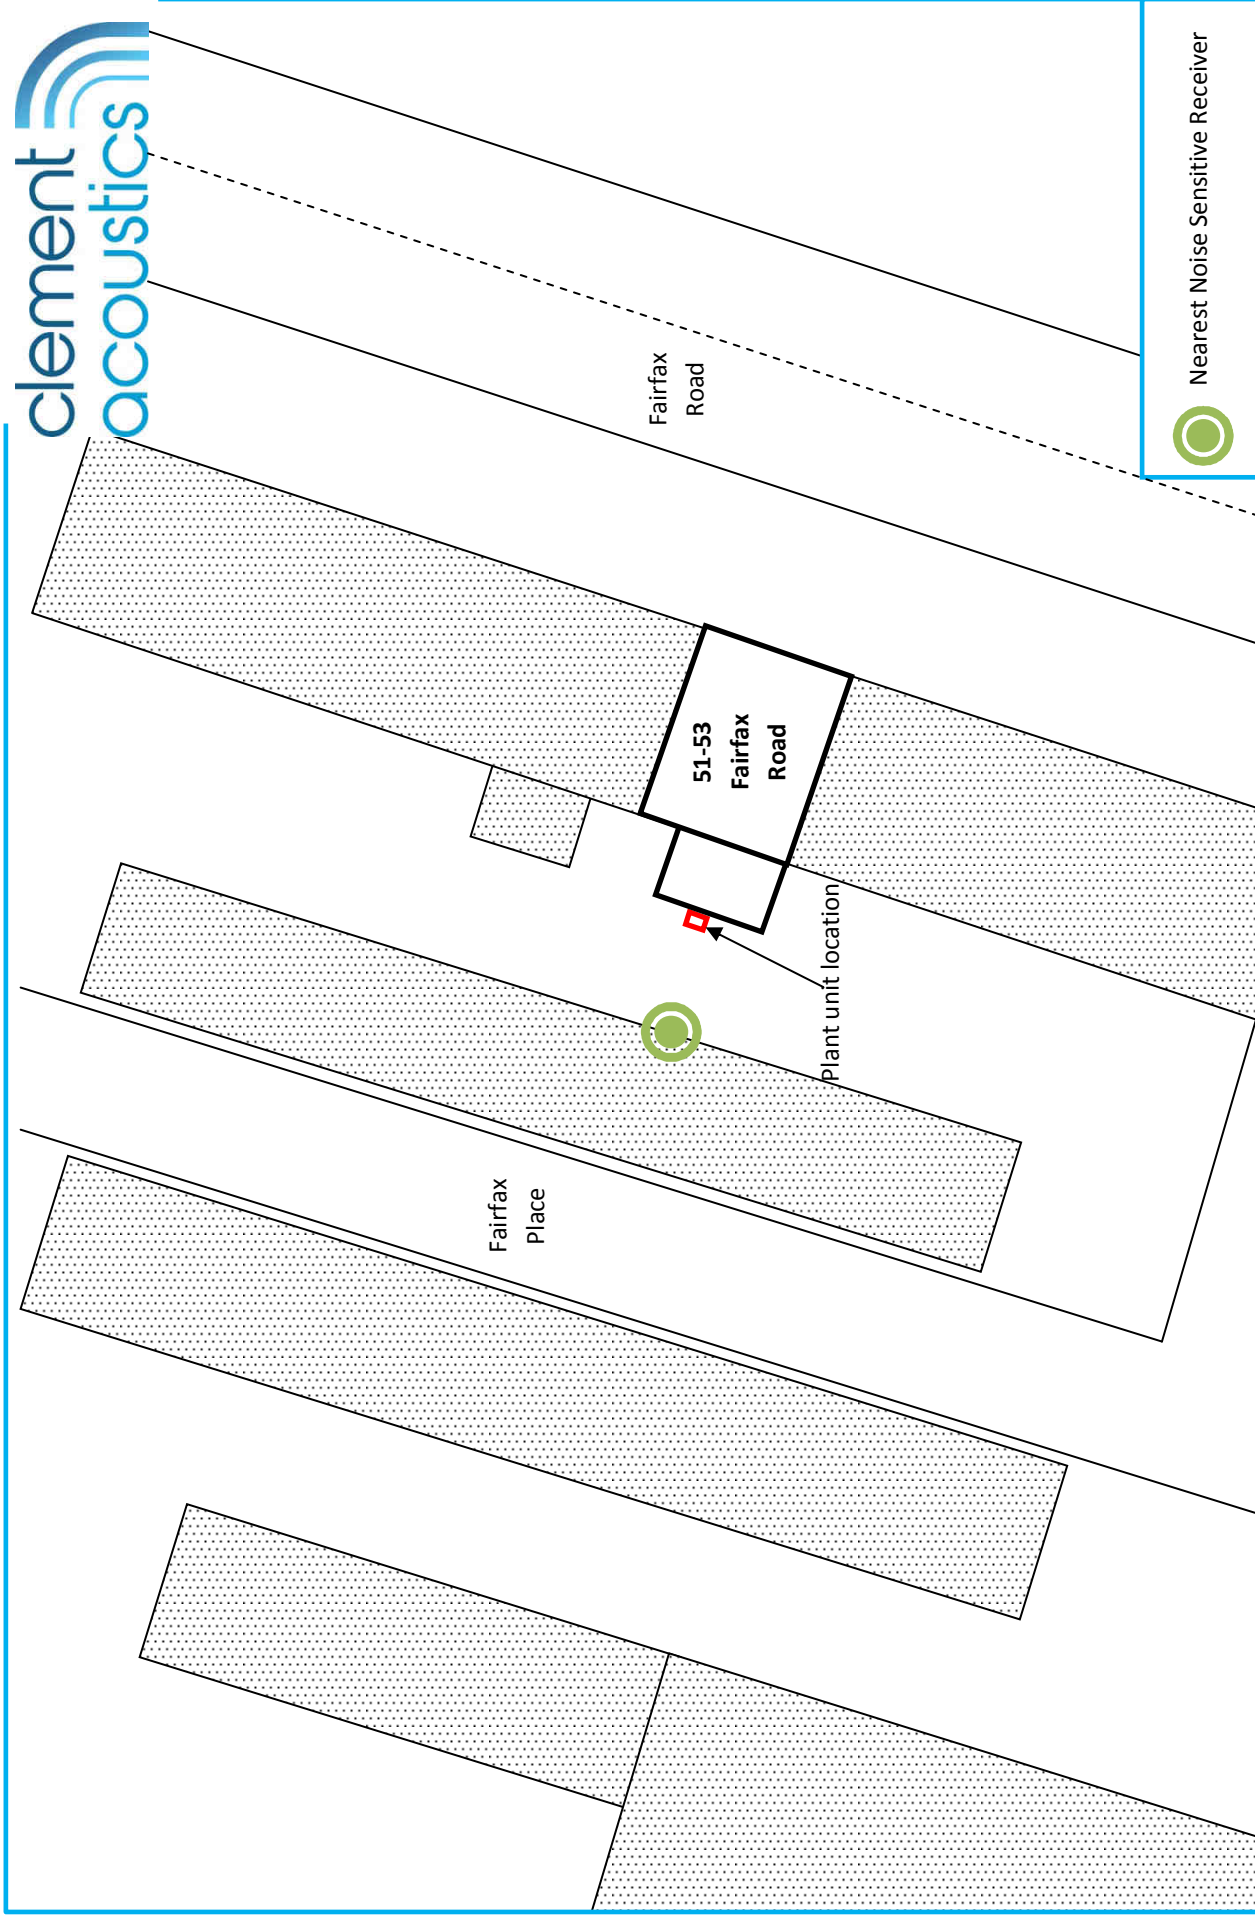 clement
acoustics
Fairfax
Road
51-53
Fairfax
Road
Plant unit location
Fairfax
Place
Nearest Noise Sensitive Receiver